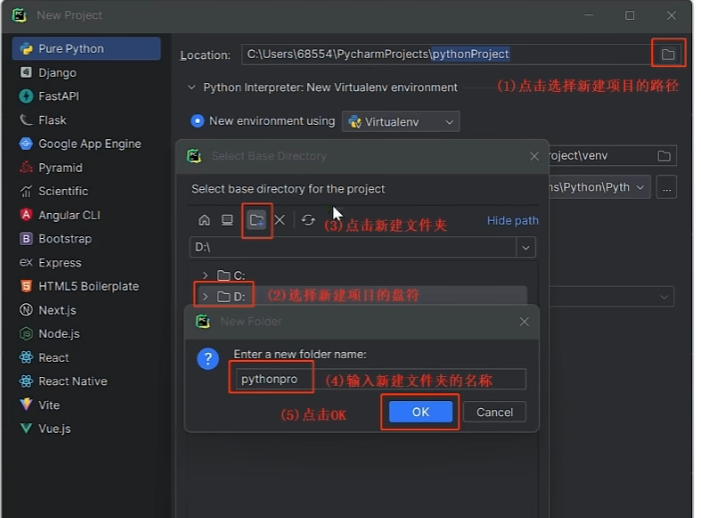 New Project
Pure Python
Django
FastAPI
Flask
Google App Engine
Pyramid
Scientific
Angular CLI
Bootstrap
Express
HTML5 Boilerplate
Next.js
Node.js
React
React Native
Vite
Vue.js
Location: C:\Users\68554\PycharmProjects\pythonProject
Python Interpreter: New Virtualenv environment
(1)点击选择新建项目的路径
New environment using Virtualenv
roject\venv
ns\Python\Pyth ...
Select Base Directory
Select base directory for the project
(3)点击新建文件夹
Hide path
D:\
C:
D: (2)选择新建项目的盘符
New Folder
Enter a new folder name:
pythonpro (4)输入新建文件夹的名称
(5)点击OK OK Cancel